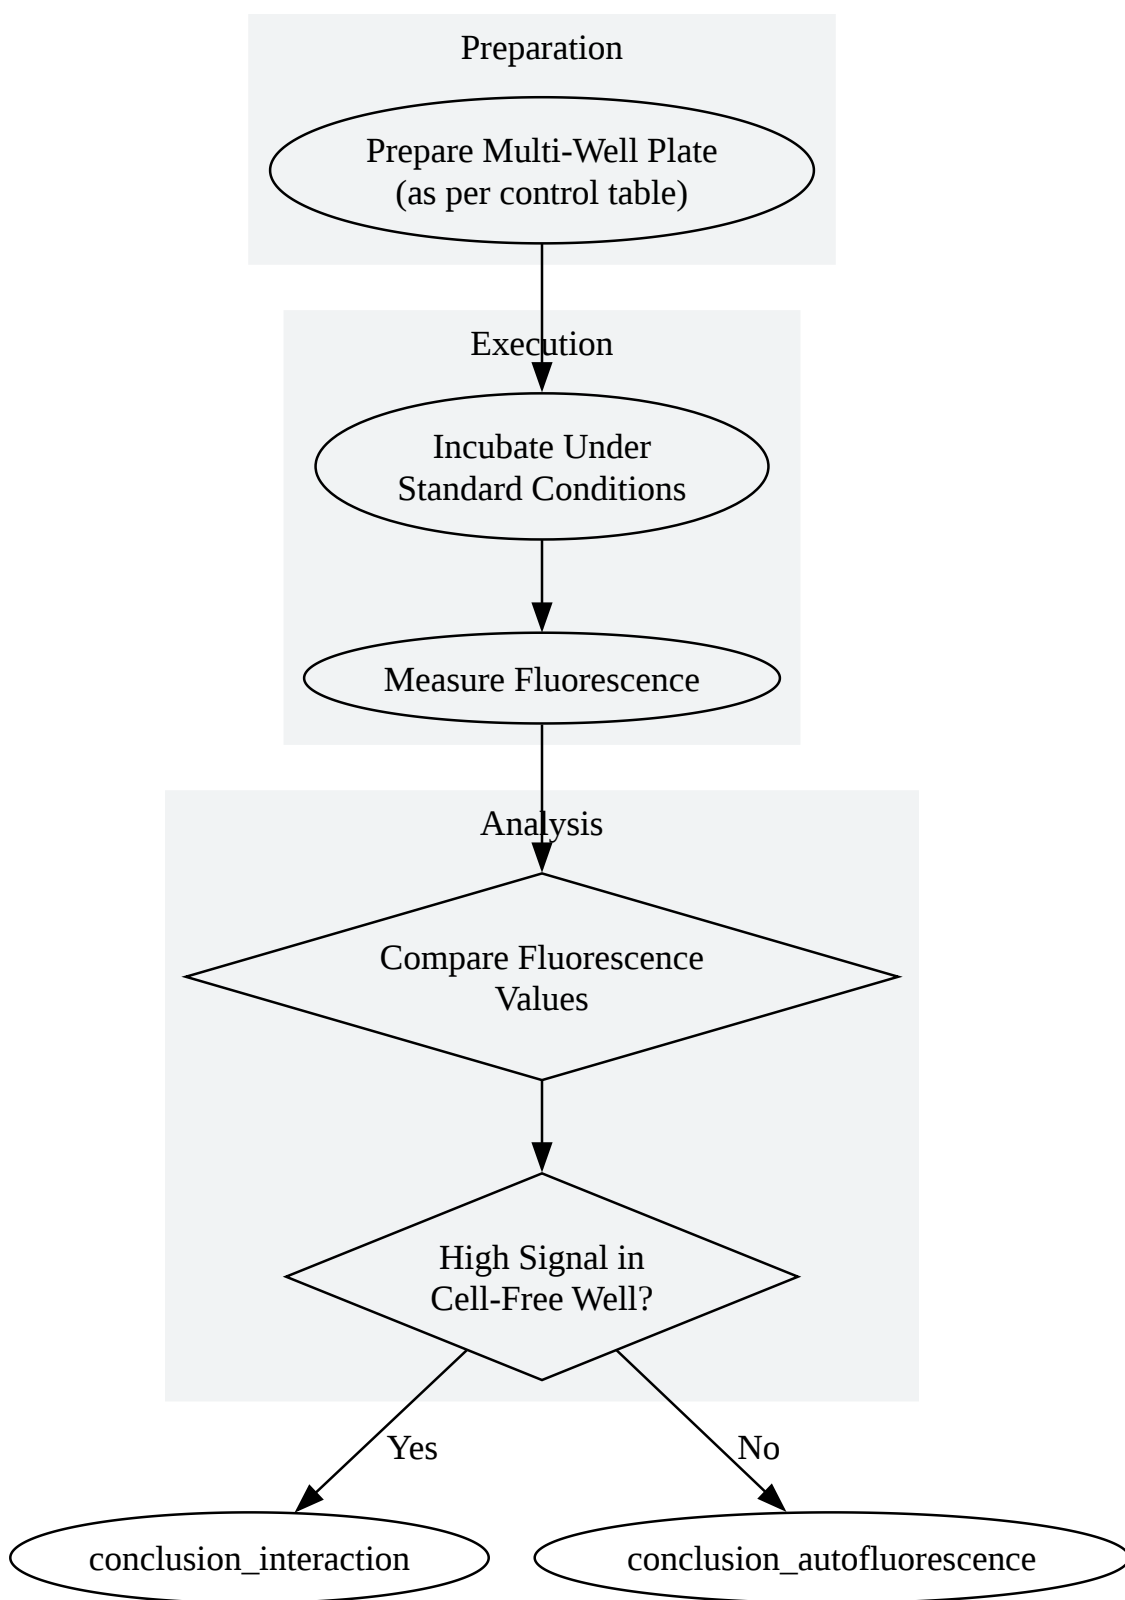 Preparation
Prepare Multi-Well Plate
(as per control table)
Execution
Incubate Under
Standard Conditions
Measure Fluorescence
Analysis
Compare Fluorescence
Values
High Signal in
Cell-Free Well?
Yes
No
conclusion_interaction
conclusion_autofluorescence